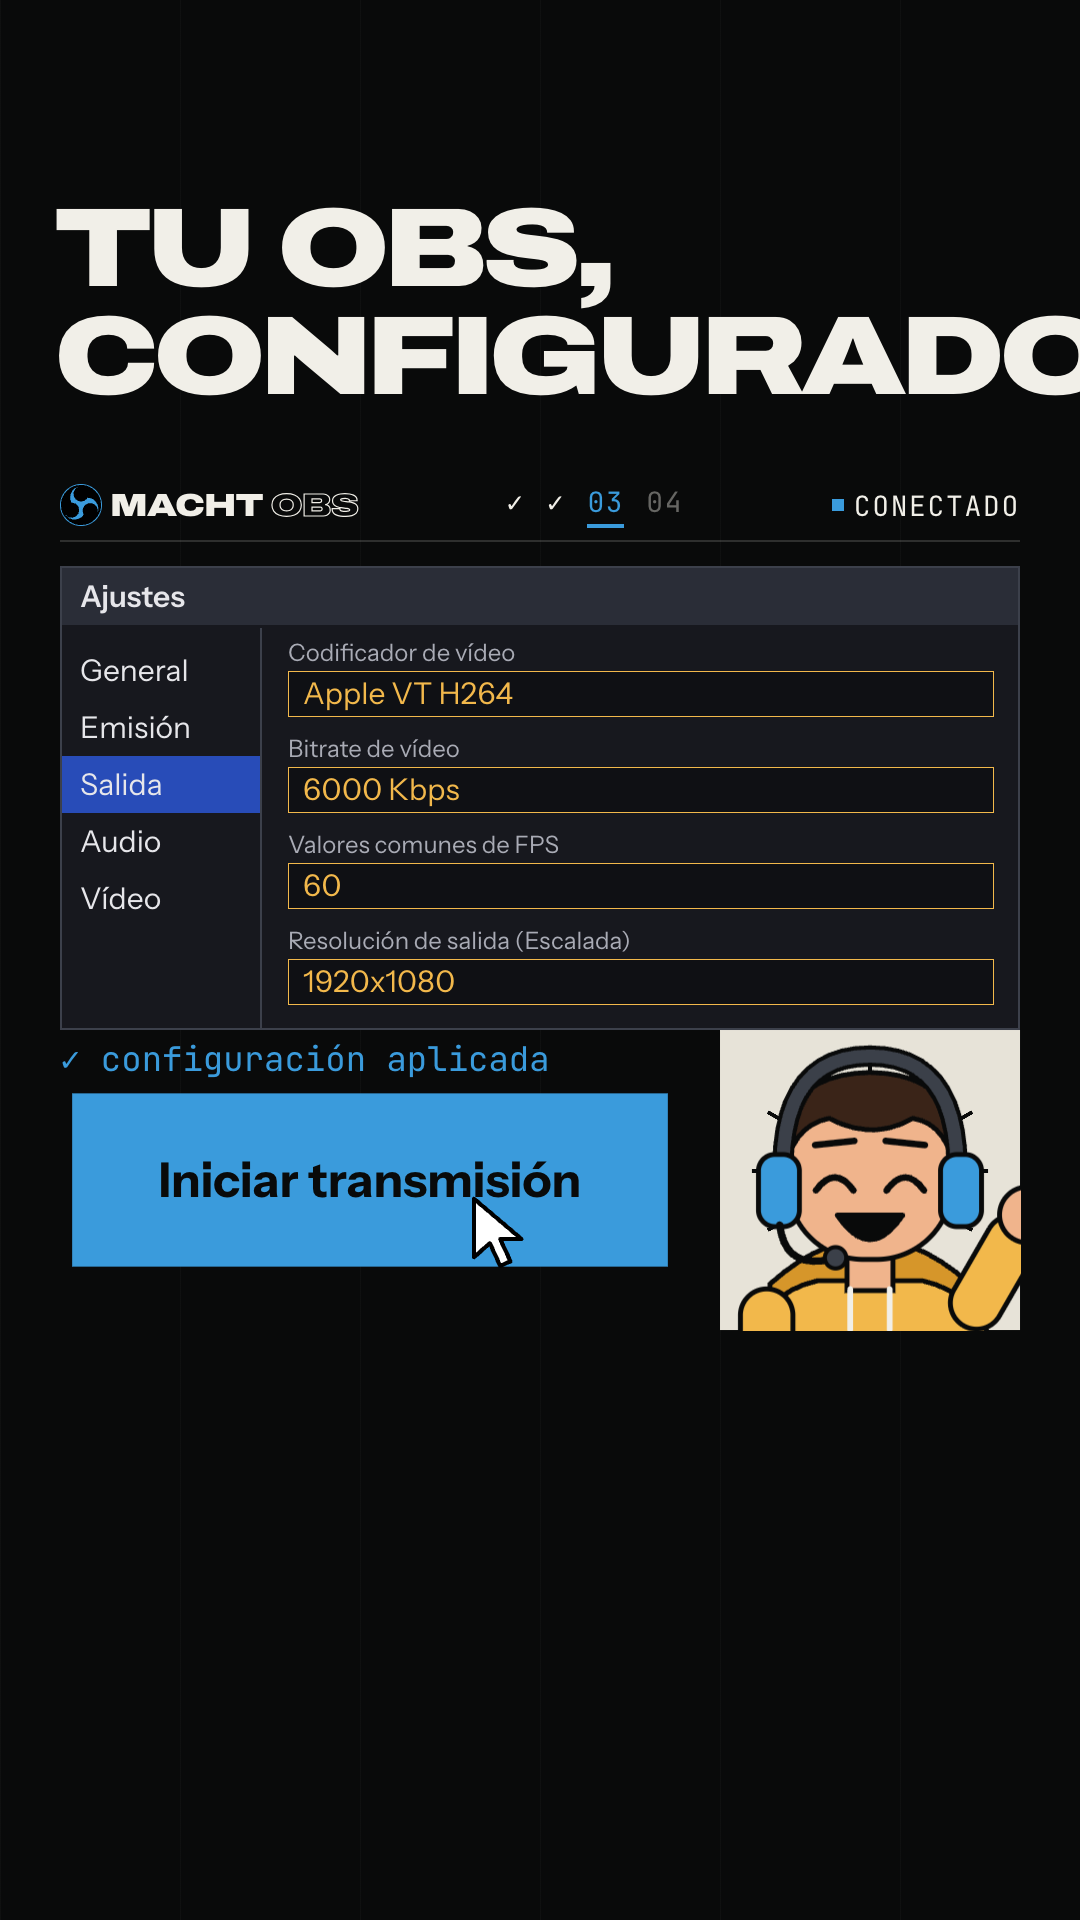 TU OBS,
CONFIGURADO
MACHT OBS
✓ ✓ 03 04
CONECTADO
Ajustes
General
Emisión
Salida
Audio
Vídeo
Codificador de vídeo
Apple VT H264
Bitrate de vídeo
6000 Kbps
Valores comunes de FPS
60
Resolución de salida (Escalada)
1920x1080
✓ configuración aplicada
Iniciar transmisión